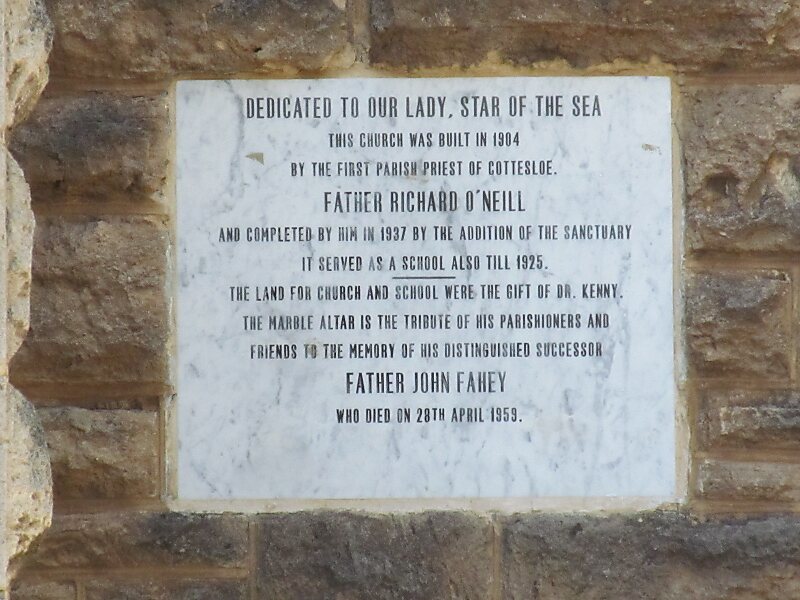 DEDICATED TO OUR LADY, STAR OF THE SEA
THIS CHURCH WAS BUILT IN 1904
BY THE FIRST PARISH PRIEST OF COTTESLOE.
FATHER RICHARD O'NEILL
AND COMPLETED BY HIM IN 1937 BY THE ADDITION OF THE SANCTUARY
IT SERVED AS A SCHOOL ALSO TILL 1925.
THE LAND FOR CHURCH AND SCHOOL WERE THE GIFT OF DR. KENNY.
THE MARBLE ALTAR IS THE TRIBUTE OF HIS PARISHIONERS AND
FRIENDS TO THE MEMORY OF HIS DISTINGUISHED SUCCESSOR
FATHER JOHN FAHEY
WHO DIED ON 28TH APRIL 1959.